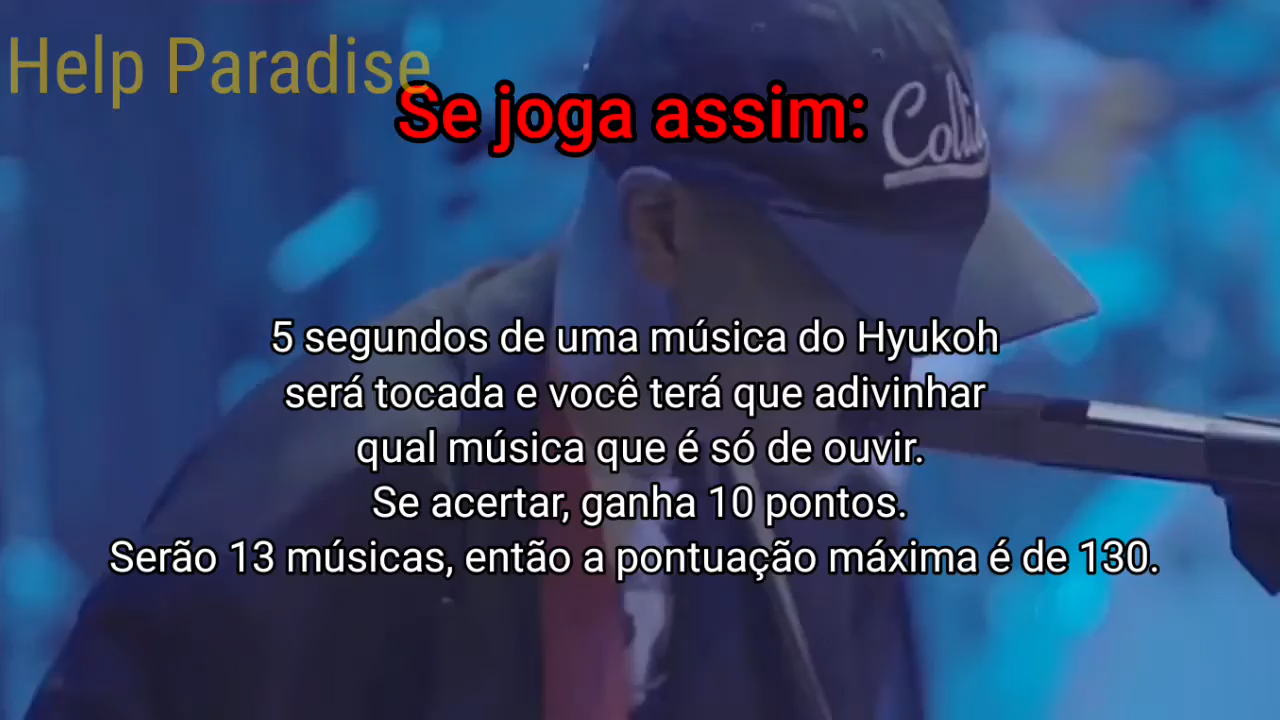 Help Paradise
Se joga assim:
5 segundos de uma música do Hyukoh
será tocada e você terá que adivinhar
qual música que é só de ouvir.
Se acertar, ganha 10 pontos.
Serão 13 músicas, então a pontuação máxima é de 130.